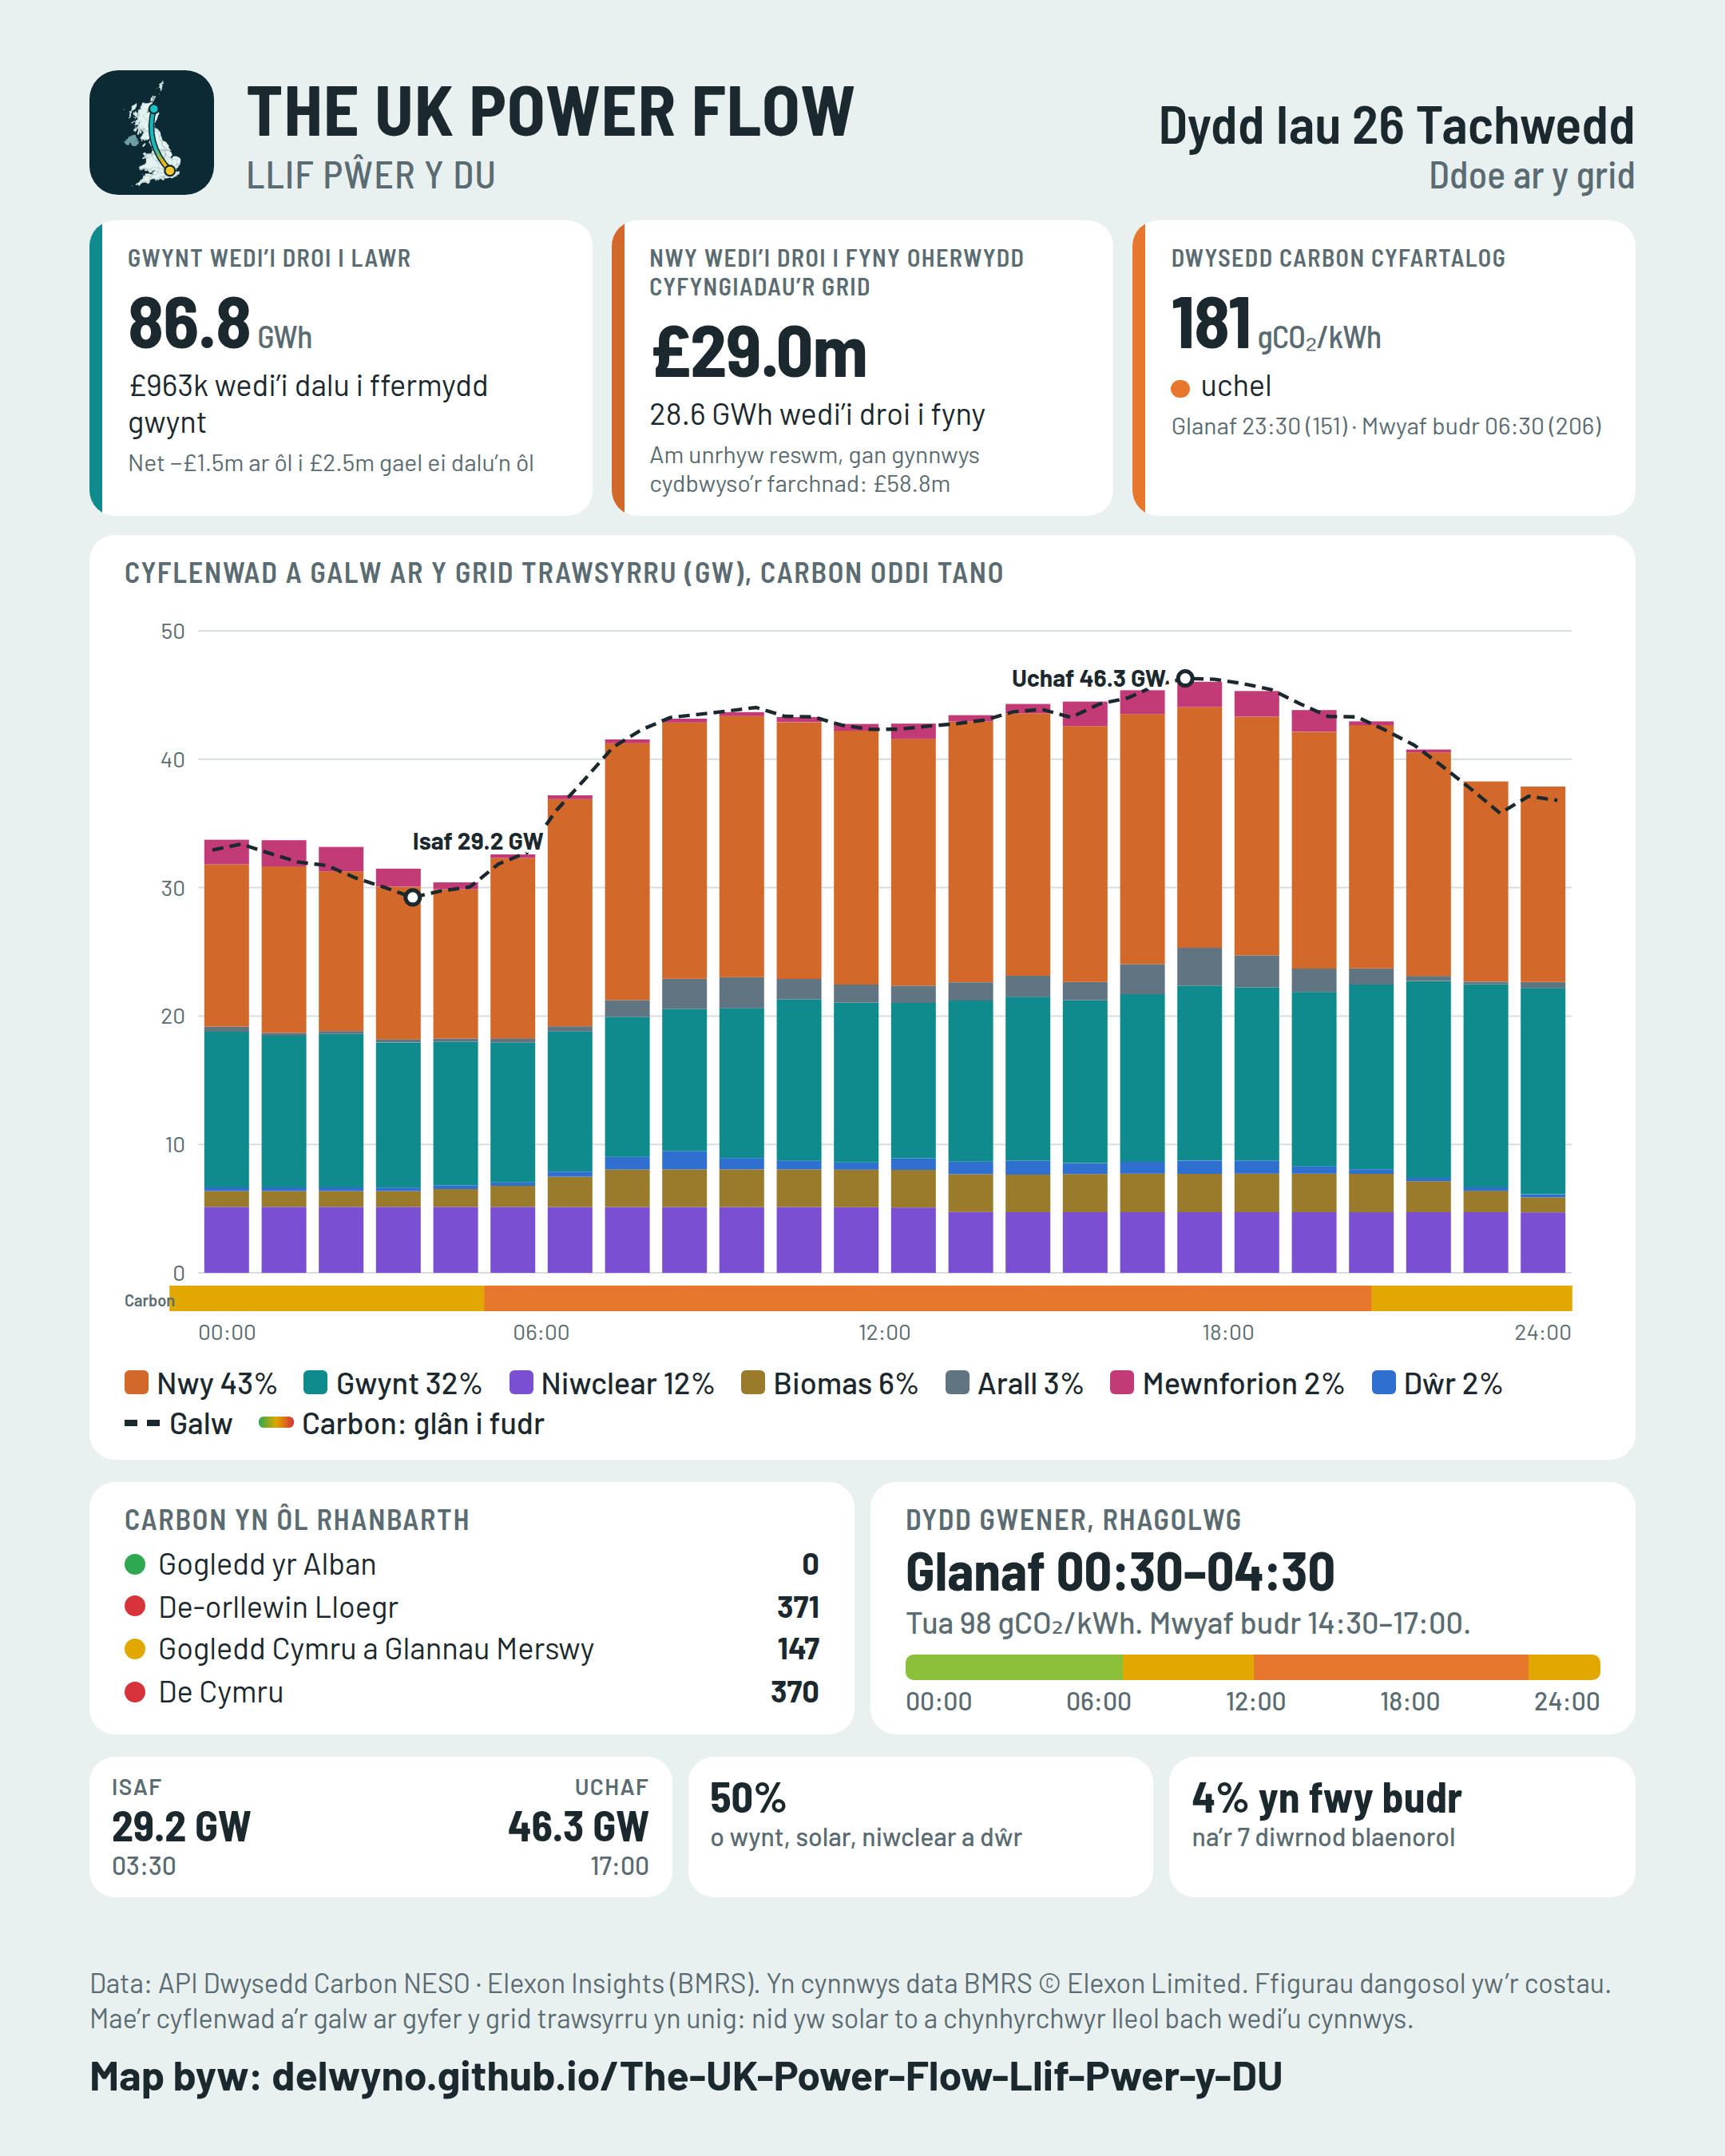 THE UK POWER FLOW
LLIF PŴER Y DU
Dydd Iau 26 Tachwedd
Ddoe ar y grid
GWYNT WEDI’I DROI I LAWR
86.8 GWh
£963k wedi’i dalu i ffermydd
gwynt
Net −£1.5m ar ôl i £2.5m gael ei dalu’n ôl
NWY WEDI’I DROI I FYNY OHERWYDD
CYFYNGIADAU’R GRID
£29.0m
28.6 GWh wedi’i droi i fyny
Am unrhyw reswm, gan gynnwys
cydbwyso’r farchnad: £58.8m
DWYSEDD CARBON CYFARTALOG
181 gCO₂/kWh
uchel
Glanaf 23:30 (151) · Mwyaf budr 06:30 (206)
CYFLENWAD A GALW AR Y GRID TRAWSYRRU (GW), CARBON ODDI TANO
50
40
30
20
10
0
Uchaf 46.3 GW
Isaf 29.2 GW
Carbon
00:00 06:00 12:00 18:00 24:00
Nwy 43% Gwynt 32% Niwclear 12% Biomas 6% Arall 3% Mewnforion 2% Dŵr 2%
Galw Carbon: glân i fudr
CARBON YN ÔL RHANBARTH
Gogledd yr Alban 0
De-orllewin Lloegr 371
Gogledd Cymru a Glannau Merswy 147
De Cymru 370
DYDD GWENER, RHAGOLWG
Glanaf 00:30–04:30
Tua 98 gCO₂/kWh. Mwyaf budr 14:30–17:00.
00:00 06:00 12:00 18:00 24:00
ISAF
29.2 GW
03:30
UCHAF
46.3 GW
17:00
50%
o wynt, solar, niwclear a dŵr
4% yn fwy budr
na’r 7 diwrnod blaenorol
Data: API Dwysedd Carbon NESO · Elexon Insights (BMRS). Yn cynnwys data BMRS © Elexon Limited. Ffigurau dangosol yw’r costau.
Mae’r cyflenwad a’r galw ar gyfer y grid trawsyrru yn unig: nid yw solar to a chynhyrchwyr lleol bach wedi’u cynnwys.
Map byw: delwyno.github.io/The-UK-Power-Flow-Llif-Pwer-y-DU